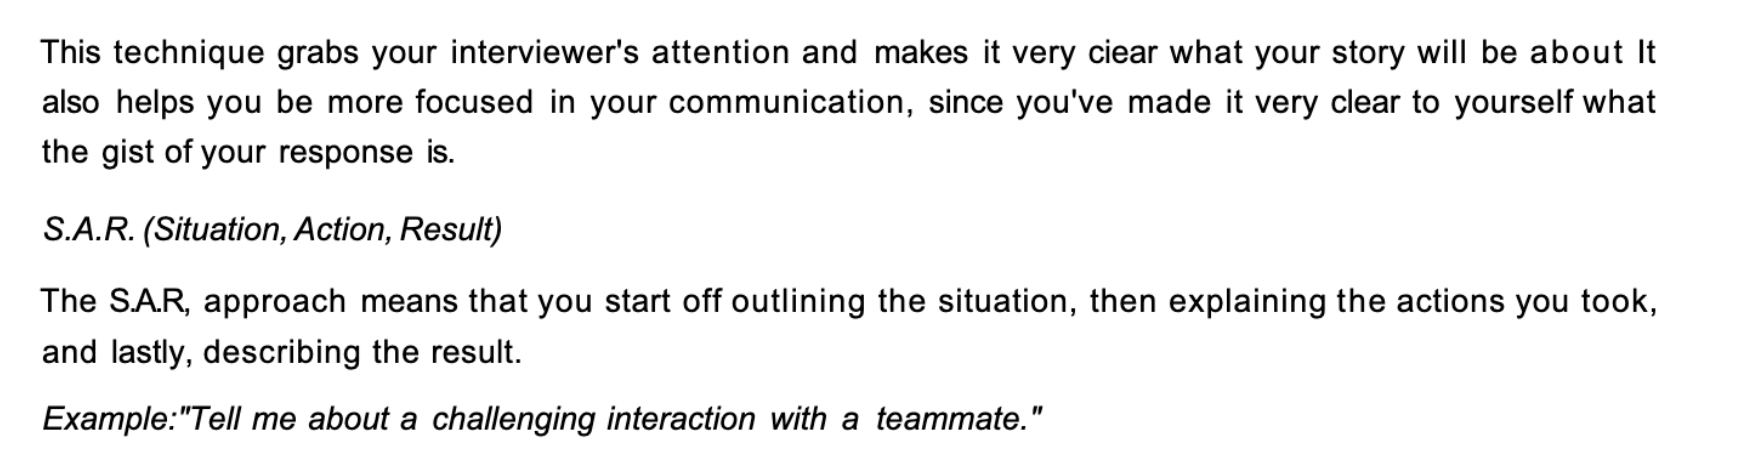 This technique grabs your interviewer's attention and makes it very ciear what your story will be about It
also helps you be more focused in your communication, since you've made it very clear to yourself what
the gist of your response is.
S.A.R. (Situation, Action, Result)
The S.A.R, approach means that you start off outlining the situation, then explaining the actions you took,
and lastly, describing the result.
Example:"Tell me about a challenging interaction with a teammate."